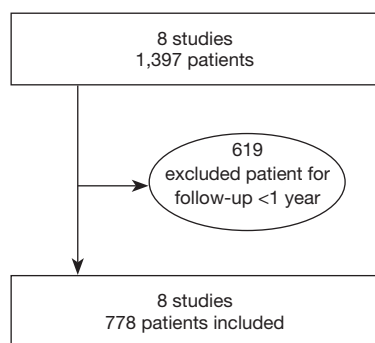 8 studies
1,397 patients
619
excluded patient for
follow-up <1 year
8 studies
778 patients included